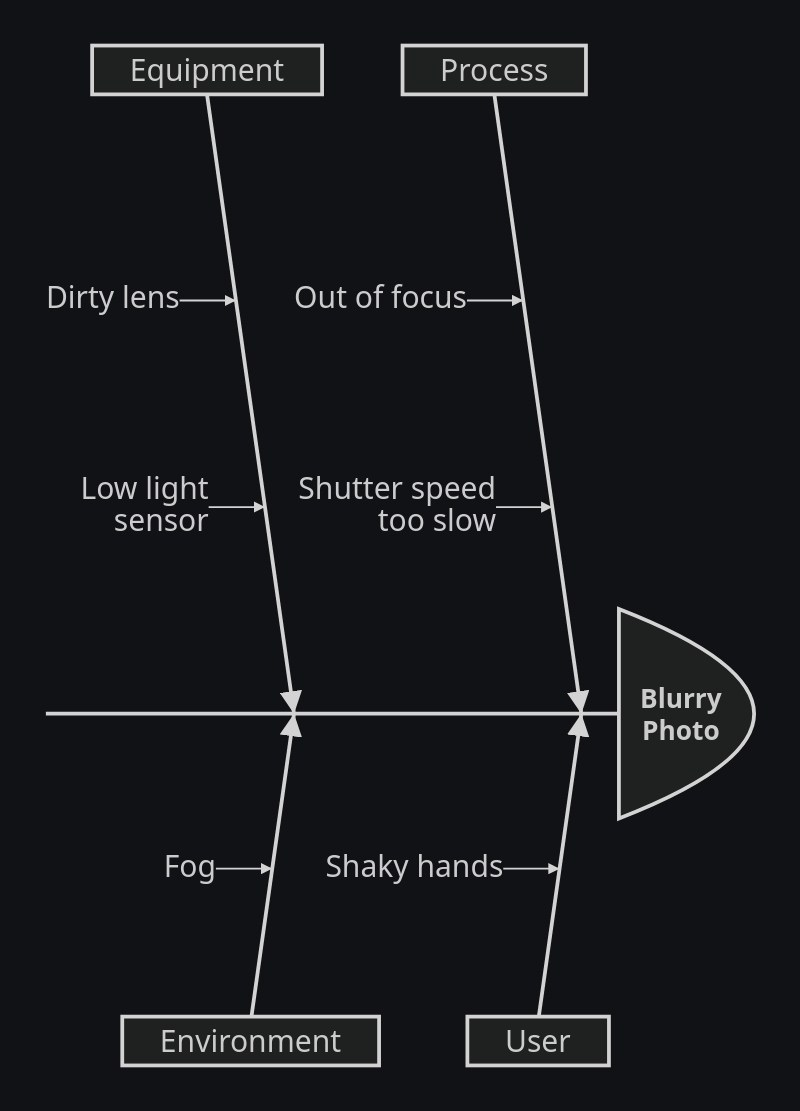 Equipment
Process
Dirty lens
Out of focus
Low light
sensor
Shutter speed
too slow
Blurry
Photo
Fog
Shaky hands
Environment
User